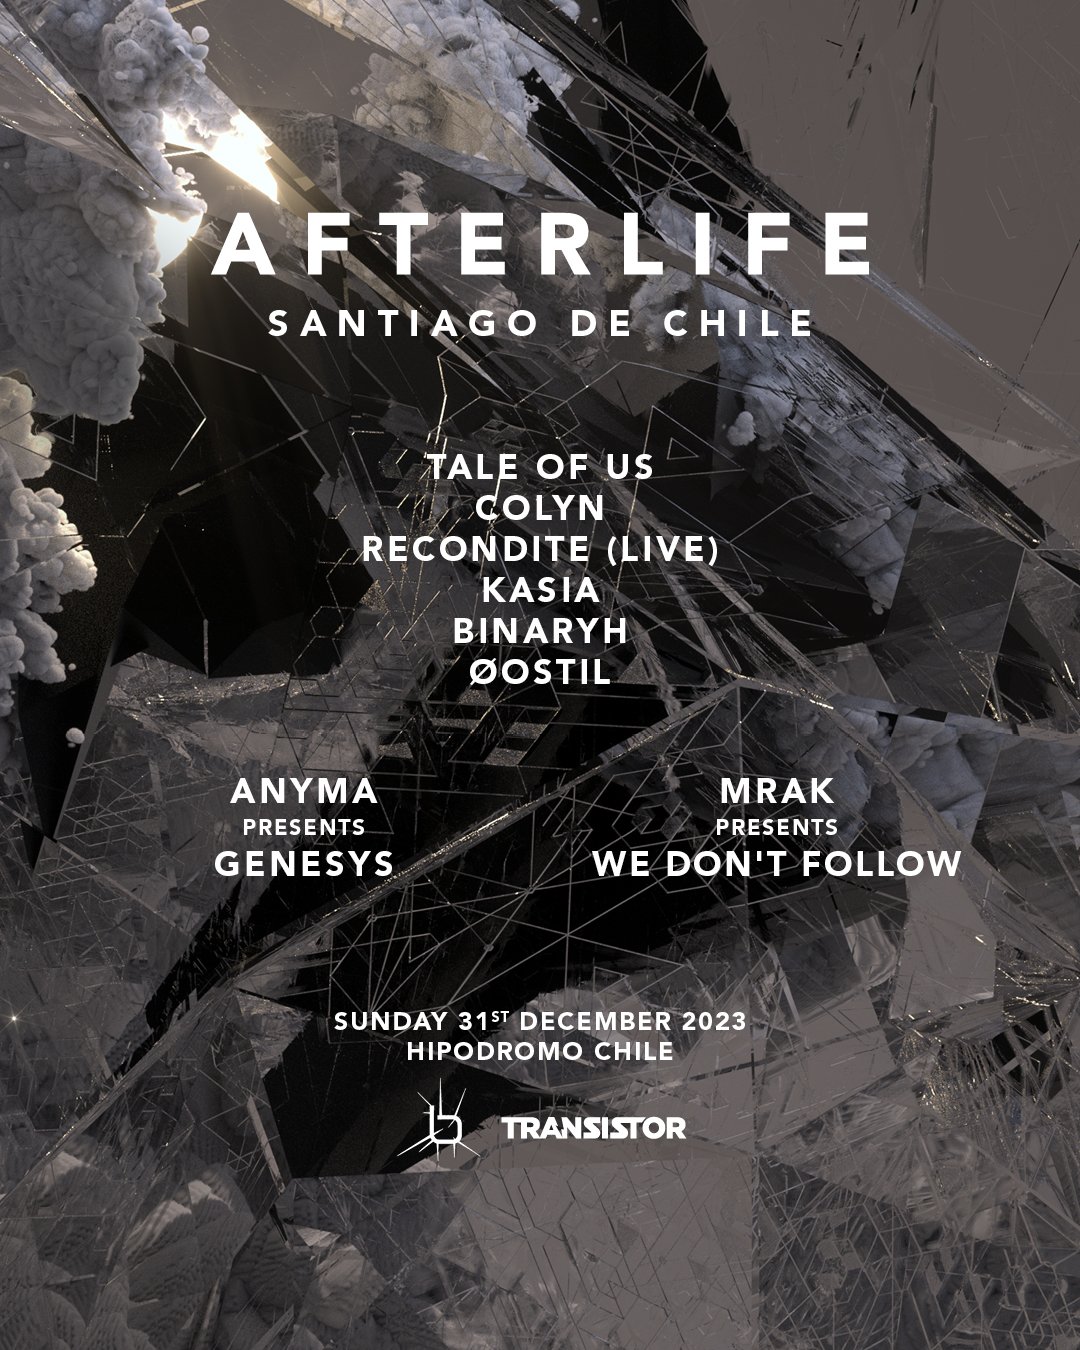 AFTERLIFE
SANTIAGO DE CHILE
TALE OF US
COLYN
RECONDITE (LIVE)
KASIA
BINARYH
ØOSTIL
ANYMA
PRESENTS
GENESYS
MRAK
PRESENTS
WE DON'T FOLLOW
SUNDAY 31ST DECEMBER 2023
HIPODROMO CHILE
TRANSISTOR